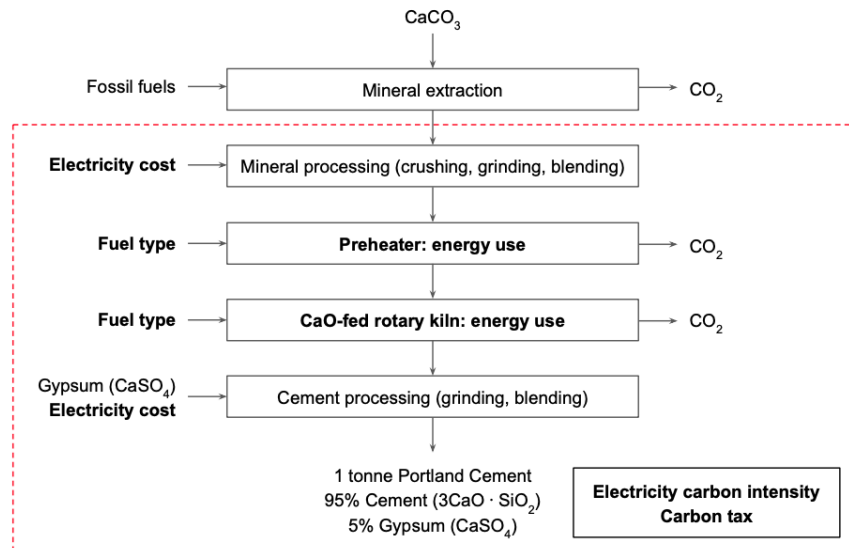 CaCO₃
Fossil fuels
Mineral extraction
CO₂
Electricity cost
Mineral processing (crushing, grinding, blending)
Fuel type
Preheater: energy use
CO₂
Fuel type
CaO-fed rotary kiln: energy use
CO₂
Gypsum (CaSO₄)
Electricity cost
Cement processing (grinding, blending)
1 tonne Portland Cement
95% Cement (3CaO · SiO₂)
5% Gypsum (CaSO₄)
Electricity carbon intensity
Carbon tax